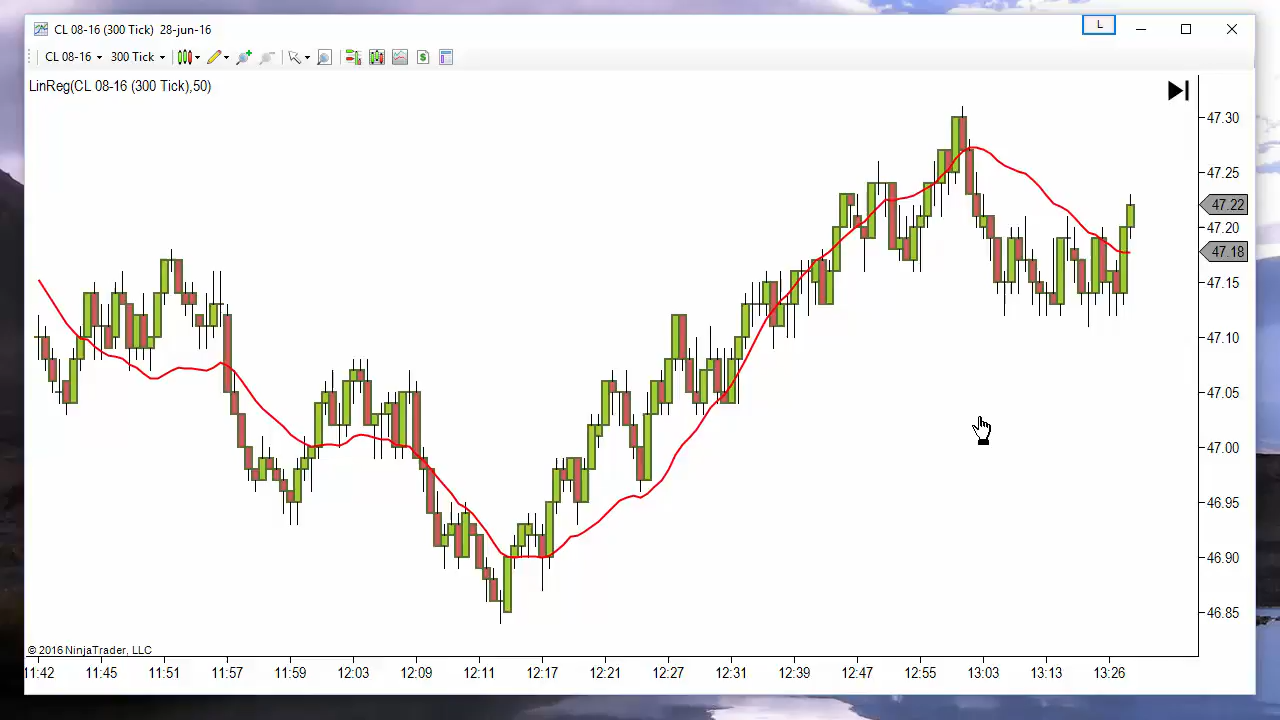 CL 08-16 (300 Tick) 28-jun-16
L
CL 08-16 300 Tick
LinReg(CL 08-16 (300 Tick),50)
47.30
47.25
47.22
47.20
47.18
47.15
47.10
47.05
47.00
46.95
46.90
46.85
© 2016 NinjaTrader, LLC
11:42 11:45 11:51 11:57 11:59 12:03 12:09 12:11 12:17 12:21 12:27 12:31 12:39 12:47 12:55 13:03 13:13 13:26